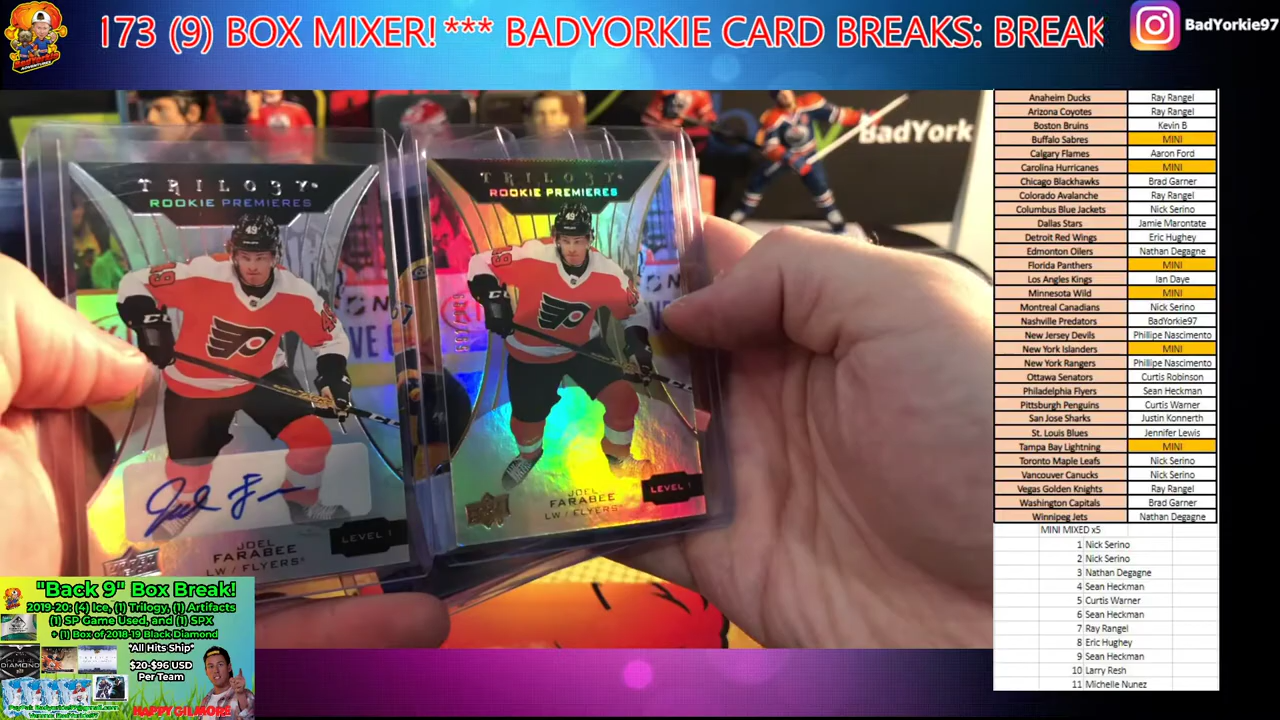 173 (9) BOX MIXER! *** BADYORKIE CARD BREAKS: BREAK
BadYorkie97
BadYork
TRILOGY
ROOKIE PREMIERES
49
JOEL
FARABEE
LW / FLYERS
LEVEL 1
TRILOGY
ROOKIE PREMIERES
49
JOEL
FARABEE
LW / FLYERS
LEVEL 1
"Back 9" Box Break!
2019-20: (4) Ice, (1) Trilogy, (1) Artifacts
(1) SP Game Used, and (1) SPX
+ (1) Box of 2018-19 Black Diamond
*All Hits Ship*
$20-$96 USD
Per Team
DIAMOND
HAPPY GILMORE
Anaheim Ducks Ray Rangel
Arizona Coyotes Ray Rangel
Boston Bruins Kevin B
Buffalo Sabres MINI
Calgary Flames Aaron Ford
Carolina Hurricanes MINI
Chicago Blackhawks Brad Garner
Colorado Avalanche Ray Rangel
Columbus Blue Jackets Nick Serino
Dallas Stars Jamie Marontate
Detroit Red Wings Eric Hughey
Edmonton Oilers Nathan Degagne
Florida Panthers MINI
Los Angeles Kings Ian Daye
Minnesota Wild MINI
Montreal Canadians Nick Serino
Nashville Predators BadYorkie97
New Jersey Devils Phillipe Nascimento
New York Islanders MINI
New York Rangers Phillipe Nascimento
Ottawa Senators Curtis Robinson
Philadelphia Flyers Sean Heckman
Pittsburgh Penguins Curtis Warner
San Jose Sharks Justin Konnerth
St. Louis Blues Jennifer Lewis
Tampa Bay Lightning MINI
Toronto Maple Leafs Nick Serino
Vancouver Canucks Nick Serino
Vegas Golden Knights Ray Rangel
Washington Capitals Brad Garner
Winnipeg Jets Nathan Degagne
MINI MIXED x5
1 Nick Serino
2 Nick Serino
3 Nathan Degagne
4 Sean Heckman
5 Curtis Warner
6 Sean Heckman
7 Ray Rangel
8 Eric Hughey
9 Sean Heckman
10 Larry Resh
11 Michelle Nunez